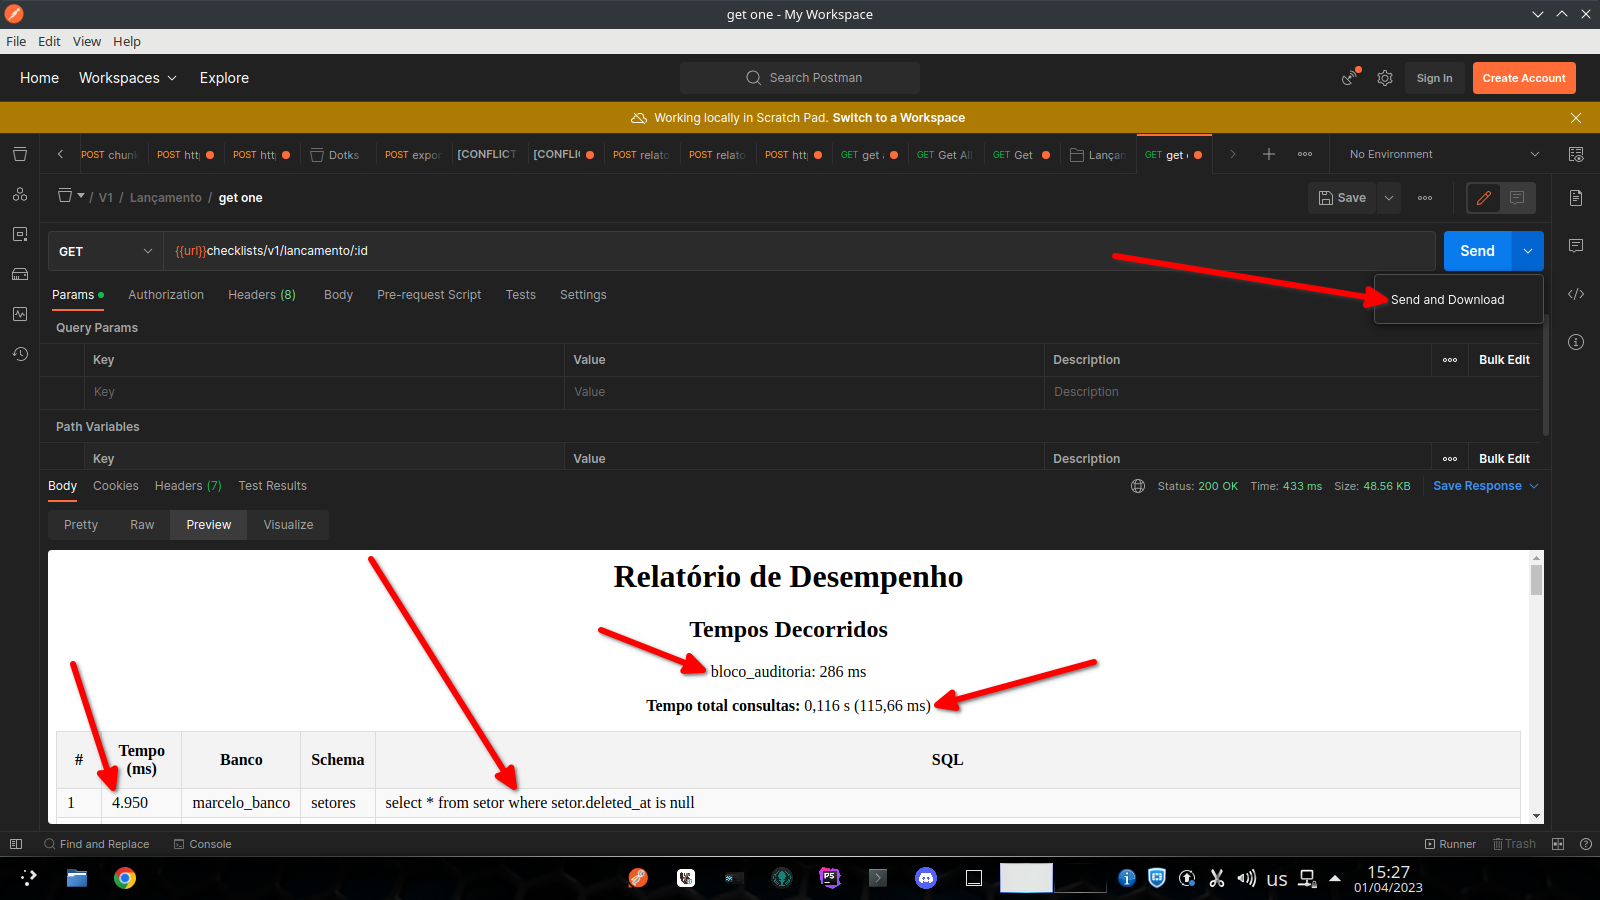 get one - My Workspace
File Edit View Help
Home Workspaces Explore Search Postman Sign In Create Account
Working locally in Scratch Pad. Switch to a Workspace
POST chun POST htt POST htt Dotks POST expor [CONFLICT [CONFLI POST relato POST relato POST htt GET get GET Get Al GET Get Lançam GET get No Environment
/ V1 / Lançamento / get one Save
GET {{url}}checklists/v1/lancamento/:id Send
Send and Download
Params Authorization Headers (8) Body Pre-request Script Tests Settings
Query Params
Key Value Description Bulk Edit
Key Value Description
Path Variables
Key Value Description Bulk Edit
Body Cookies Headers (7) Test Results Status: 200 OK Time: 433 ms Size: 48.56 KB Save Response
Pretty Raw Preview Visualize
Relatório de Desempenho
Tempos Decorridos
bloco_auditoria: 286 ms
Tempo total consultas: 0,116 s (115,66 ms)
# Tempo (ms) Banco Schema SQL
1 4.950 marcelo_banco setores select * from setor where setor.deleted_at is null
Find and Replace Console Runner Trash
PS us 15:27
01/04/2023